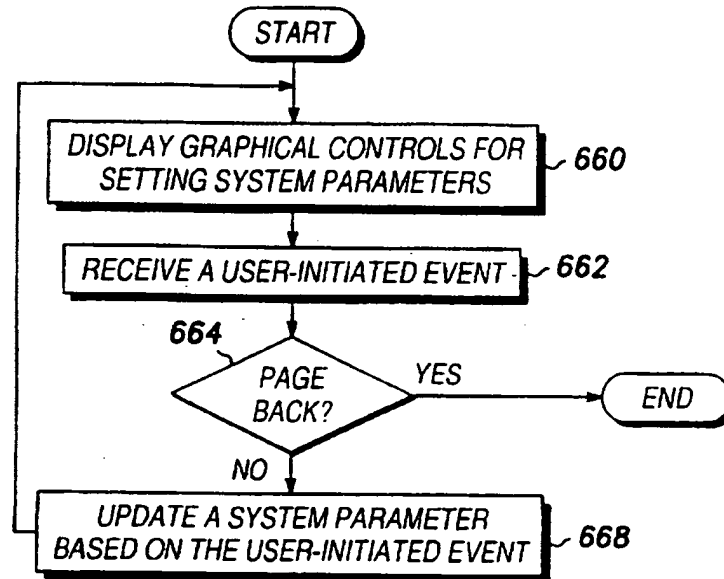 START
DISPLAY GRAPHICAL CONTROLS FOR
SETTING SYSTEM PARAMETERS
660
RECEIVE A USER-INITIATED EVENT
662
664
PAGE
BACK?
YES
END
NO
UPDATE A SYSTEM PARAMETER
BASED ON THE USER-INITIATED EVENT
668